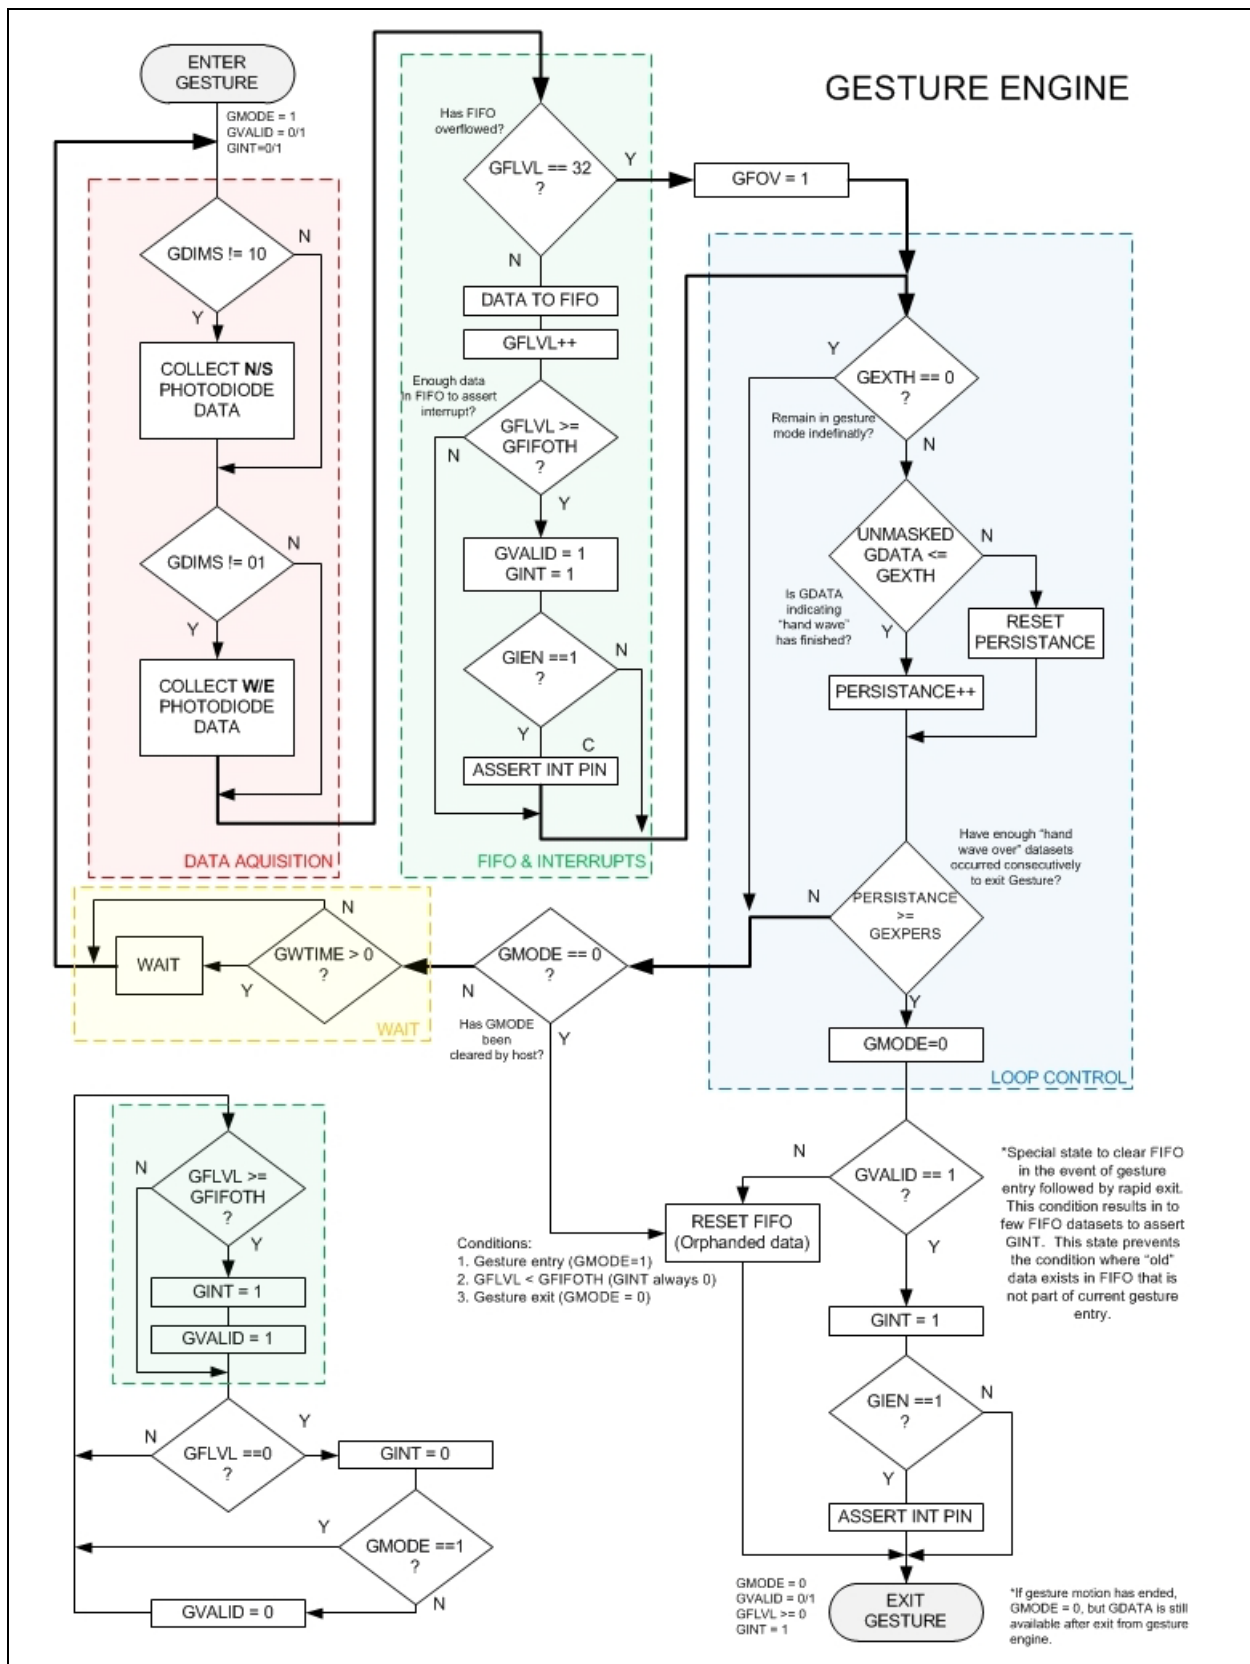 GESTURE ENGINE
ENTER
GESTURE
GMODE = 1
GVALID = 0/1
GINT=0/1
GDIMS != 10
N
Y
COLLECT N/S
PHOTODIODE
DATA
GDIMS != 01
N
Y
COLLECT W/E
PHOTODIODE
DATA
DATA AQUISITION
Has FIFO
overflowed?
GFLVL == 32
?
Y
N
GFOV = 1
DATA TO FIFO
GFLVL++
Enough data
in FIFO to assert
interrupt?
GFLVL >=
GFIFOTH
?
N
Y
GVALID = 1
GINT = 1
GIEN ==1
?
N
Y
C
ASSERT INT PIN
FIFO & INTERRUPTS
Y
GEXTH == 0
?
Remain in gesture
mode indefinatly?
N
UNMASKED
GDATA <=
GEXTH
N
Is GDATA
indicating
"hand wave"
has finished?
Y
RESET
PERSISTANCE
PERSISTANCE++
Have enough "hand
wave over" datasets
occurred consecutively
to exit Gesture?
N
PERSISTANCE
>=
GEXPERS
Y
GMODE=0
LOOP CONTROL
N
GWTIME > 0
?
Y
WAIT
WAIT
GMODE == 0
?
N
Has GMODE
been
cleared by host?
Y
N
GFLVL >=
GFIFOTH
?
Y
GINT = 1
GVALID = 1
N
GFLVL ==0
?
Y
GINT = 0
Y
GMODE ==1
?
N
GVALID = 0
Conditions:
1. Gesture entry (GMODE=1)
2. GFLVL < GFIFOTH (GINT always 0)
3. Gesture exit (GMODE = 0)
RESET FIFO
(Orphanded data)
N
GVALID == 1
?
Y
*Special state to clear FIFO
in the event of gesture
entry followed by rapid exit.
This condition results in to
few FIFO datasets to assert
GINT. This state prevents
the condition where "old"
data exists in FIFO that is
not part of current gesture
entry.
GINT = 1
GIEN ==1
?
N
Y
ASSERT INT PIN
GMODE = 0
GVALID = 0/1
GFLVL >= 0
GINT = 1
EXIT
GESTURE
*If gesture motion has ended,
GMODE = 0, but GDATA is still
available after exit from gesture
engine.